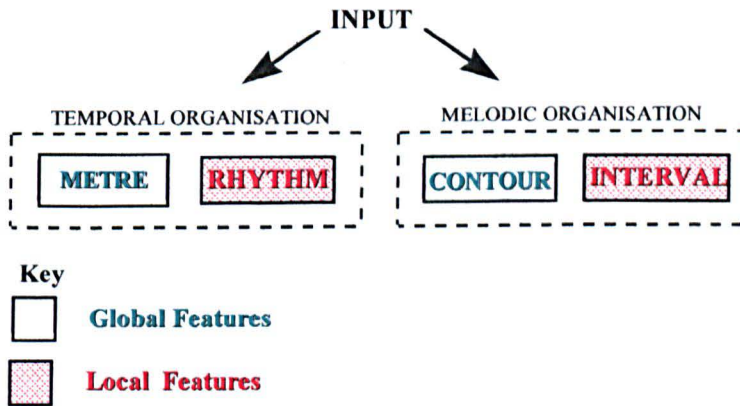 INPUT
TEMPORAL ORGANISATION
MELODIC ORGANISATION
METRE
RHYTHM
CONTOUR
INTERVAL
Key
Global Features
Local Features